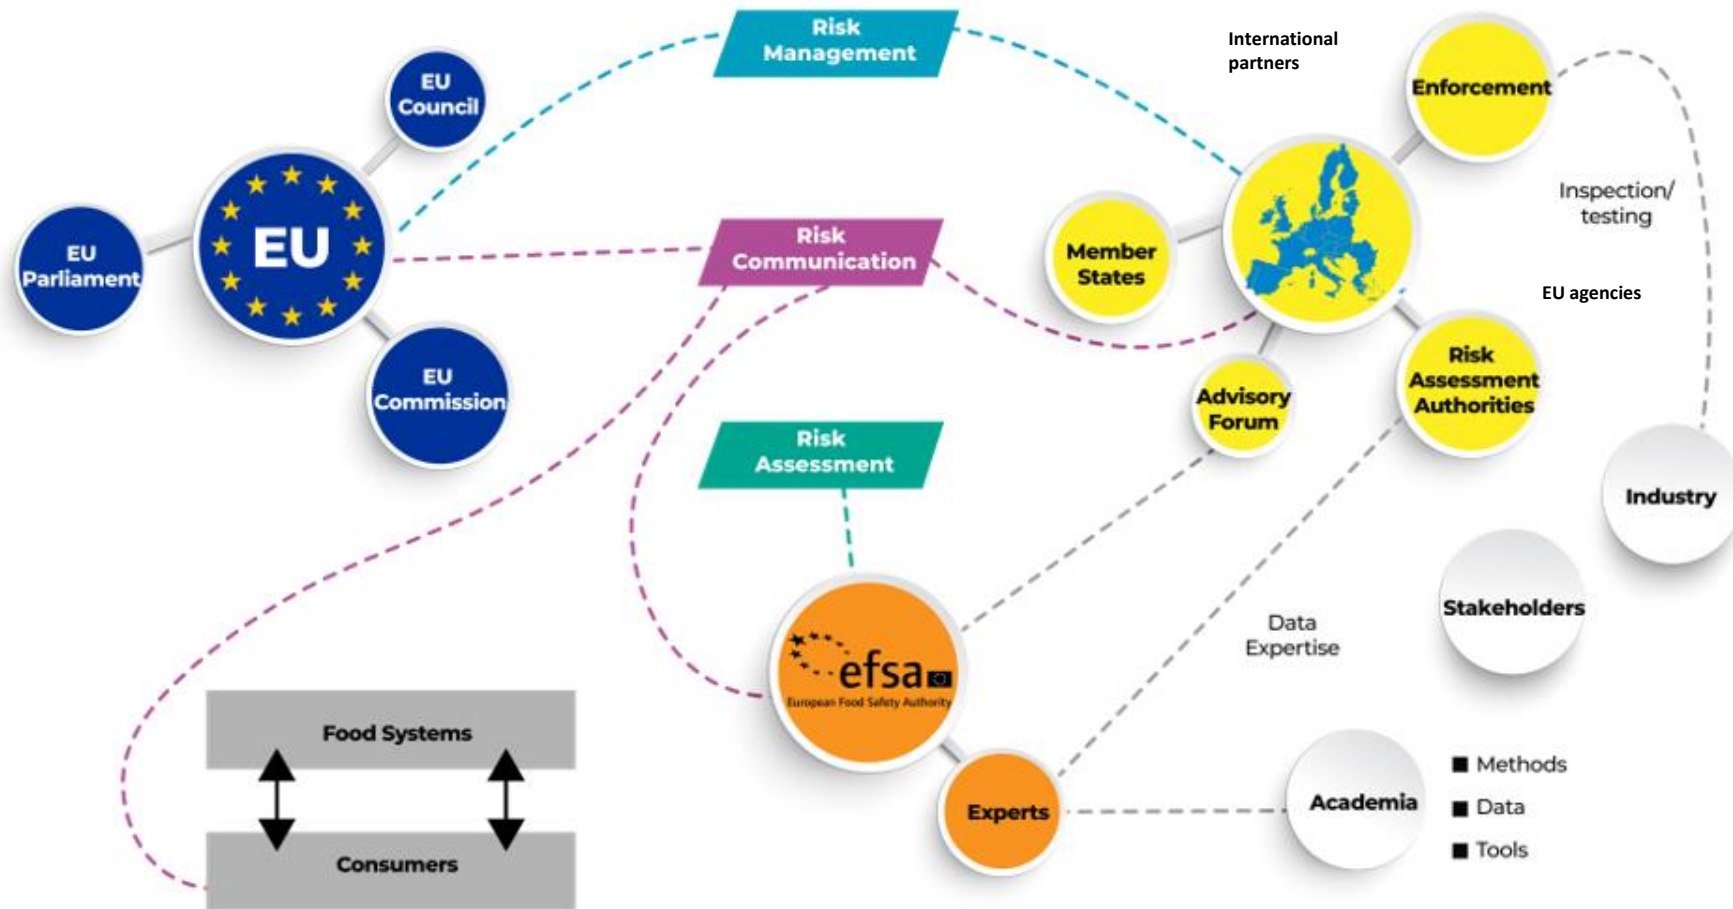 Risk
Management
International
partners
Enforcement
EU
Council
EU
EU
Parliament
EU
Commission
Risk
Communication
Member
States
Inspection/
testing
EU agencies
Advisory
Forum
Risk
Assessment
Authorities
Risk
Assessment
Industry
Stakeholders
Data
Expertise
efsa
European Food Safety Authority
Experts
Food Systems
Consumers
Academia
■ Methods
■ Data
■ Tools